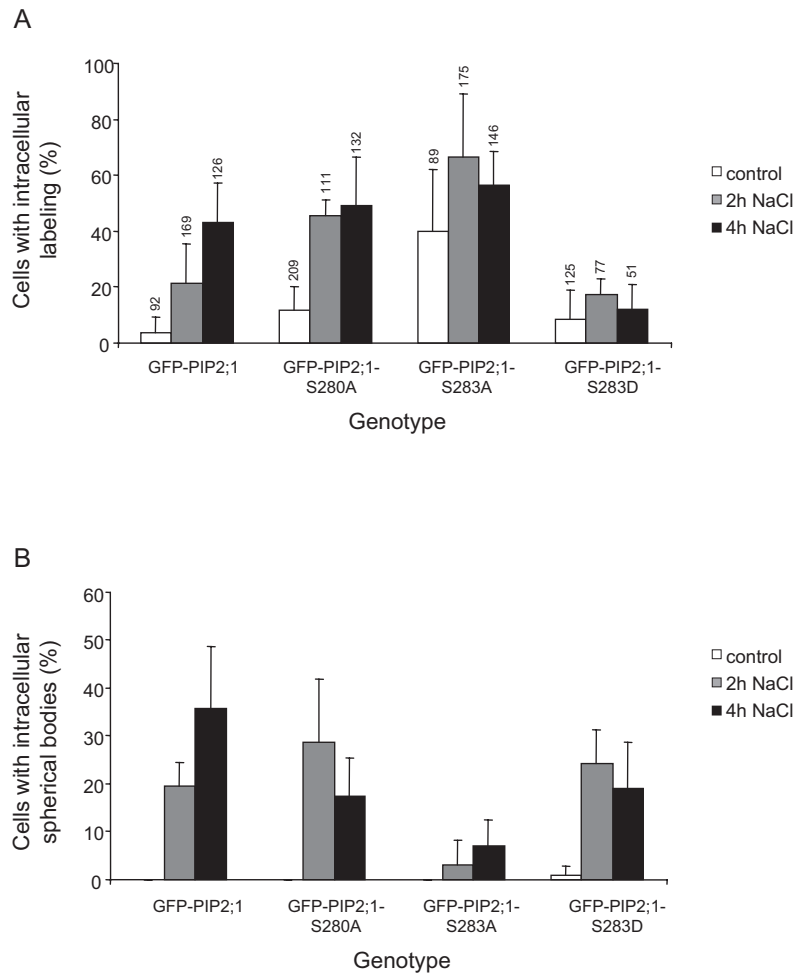 A
Cells with intracellular
labeling (%)
100
80
60
40
20
0
92
169
126
209
111
132
89
175
146
125
77
51
control
2h NaCl
4h NaCl
GFP-PIP2;1
GFP-PIP2;1-
S280A
GFP-PIP2;1-
S283A
GFP-PIP2;1-
S283D
Genotype
B
Cells with intracellular
spherical bodies (%)
60
50
40
30
20
10
0
control
2h NaCl
4h NaCl
GFP-PIP2;1
GFP-PIP2;1-
S280A
GFP-PIP2;1-
S283A
GFP-PIP2;1-
S283D
Genotype